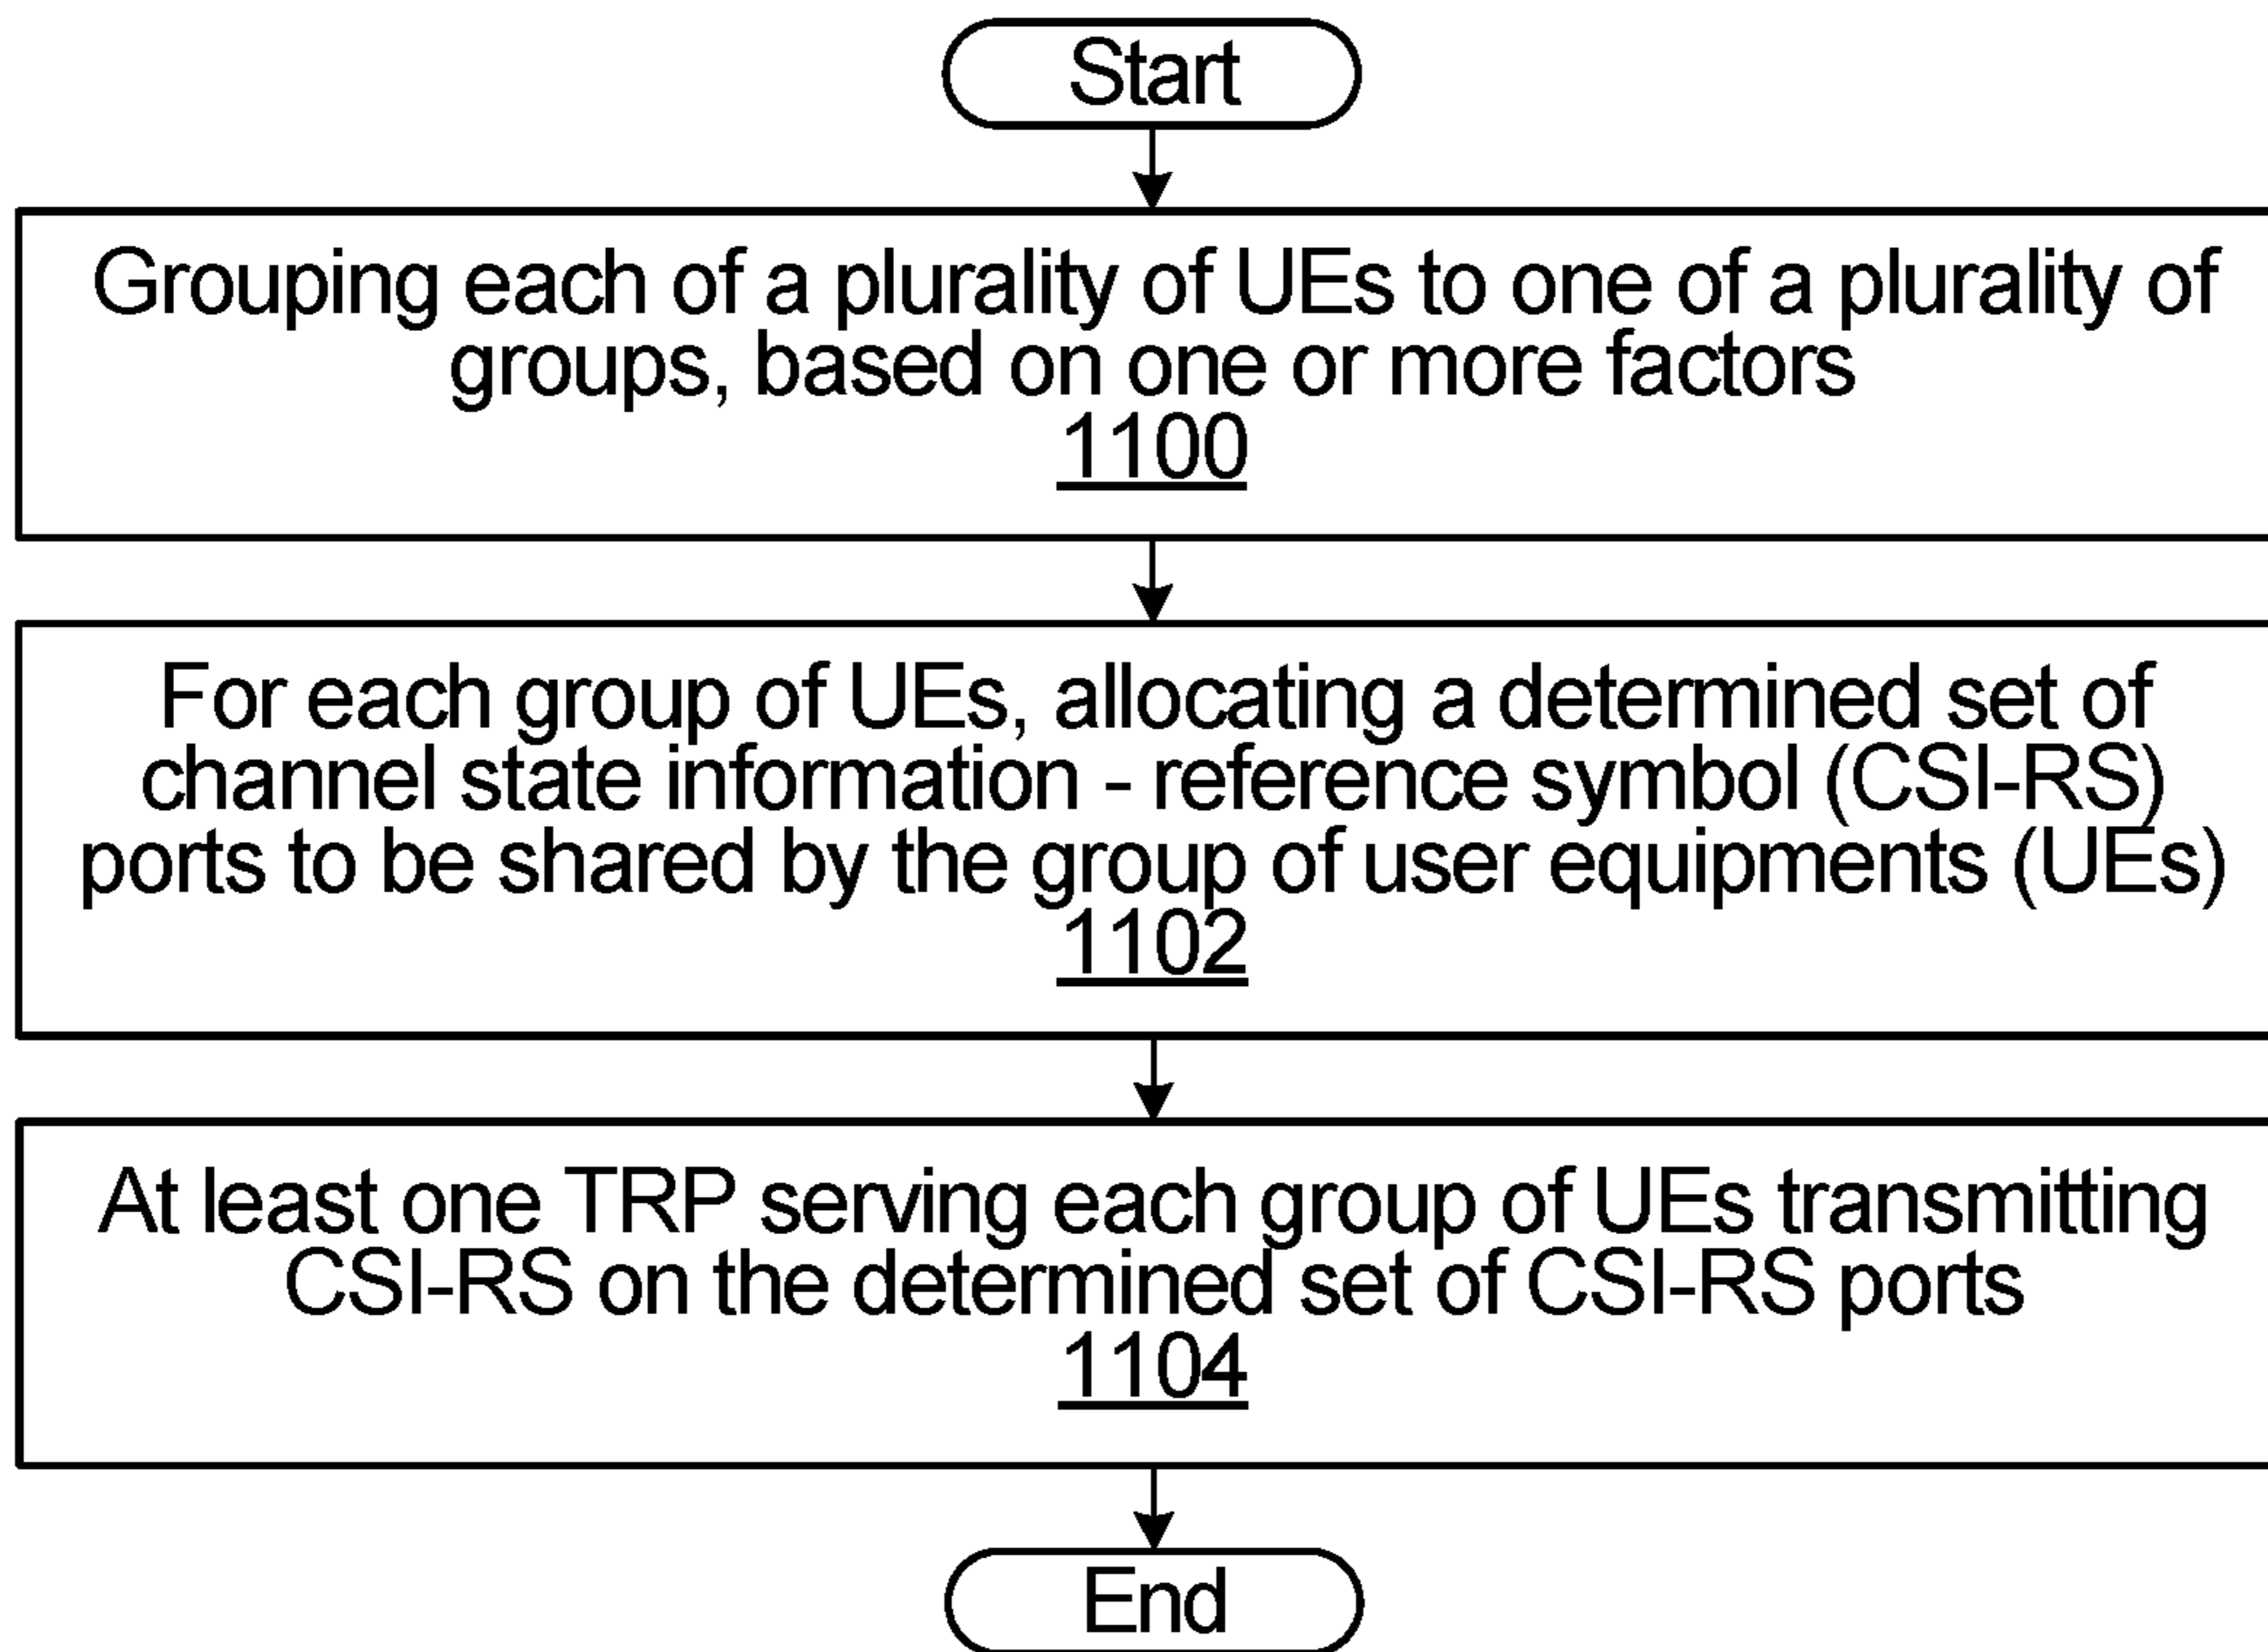 Start
Grouping each of a plurality of UEs to one of a plurality of
groups, based on one or more factors
1100
For each group of UEs, allocating a determined set of
channel state information - reference symbol (CSI-RS)
ports to be shared by the group of user equipments (UEs)
1102
At least one TRP serving each group of UEs transmitting
CSI-RS on the determined set of CSI-RS ports
1104
End